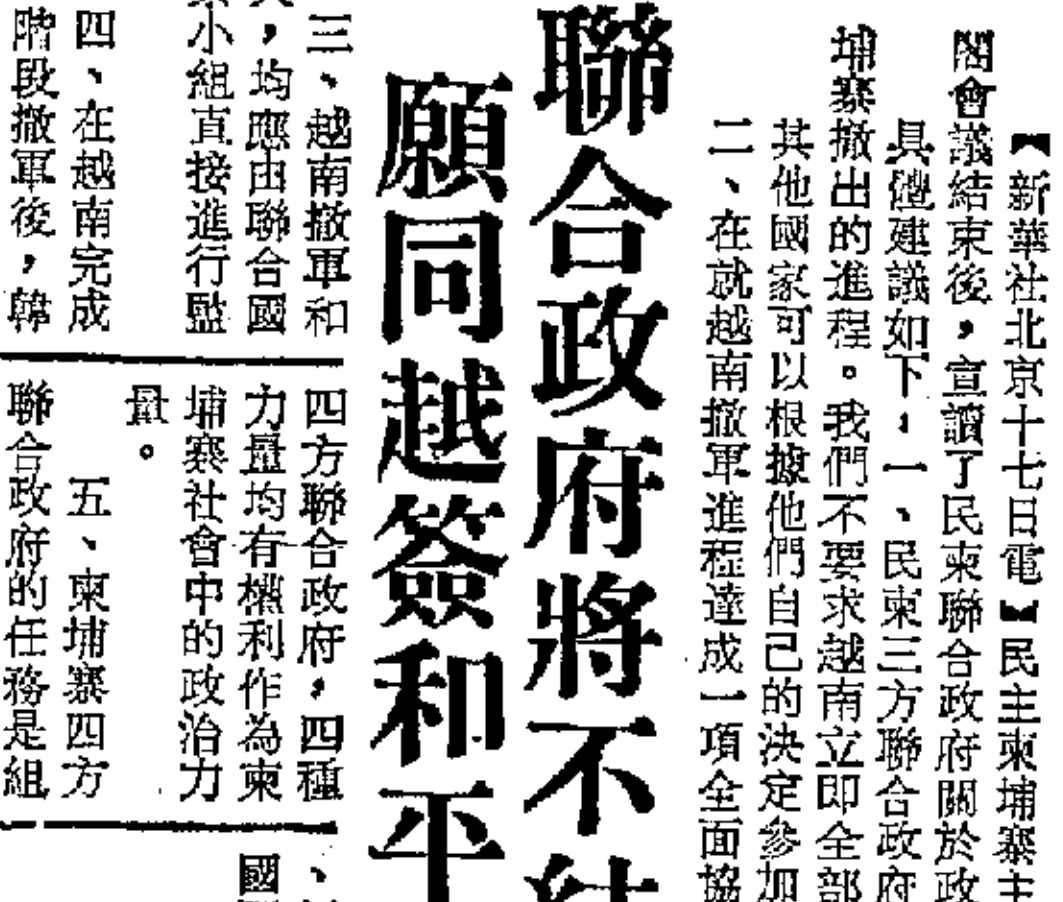 【新華社北京十七日電】民主柬埔寨主
閣會議結束後，宣讀了民柬聯合政府關於政
具體建議如下：一、民柬三方聯合政府
埔寨撤出的進程。我們不要求越南立即全部
其他國家可以根據他們自己的決定參加
二、在就越南撤軍進程達成一項全面協
聯合政府將不結
願同越簽和平
三、越南撤軍和
，均應由聯合國
小組直接進行監
四、在越南完成
階段撤軍後，韓
四方聯合政府，四種
力量均有權利作為柬
埔寨社會中的政治力
量。
五、柬埔寨四方
聯合政府的任務是組
、
國